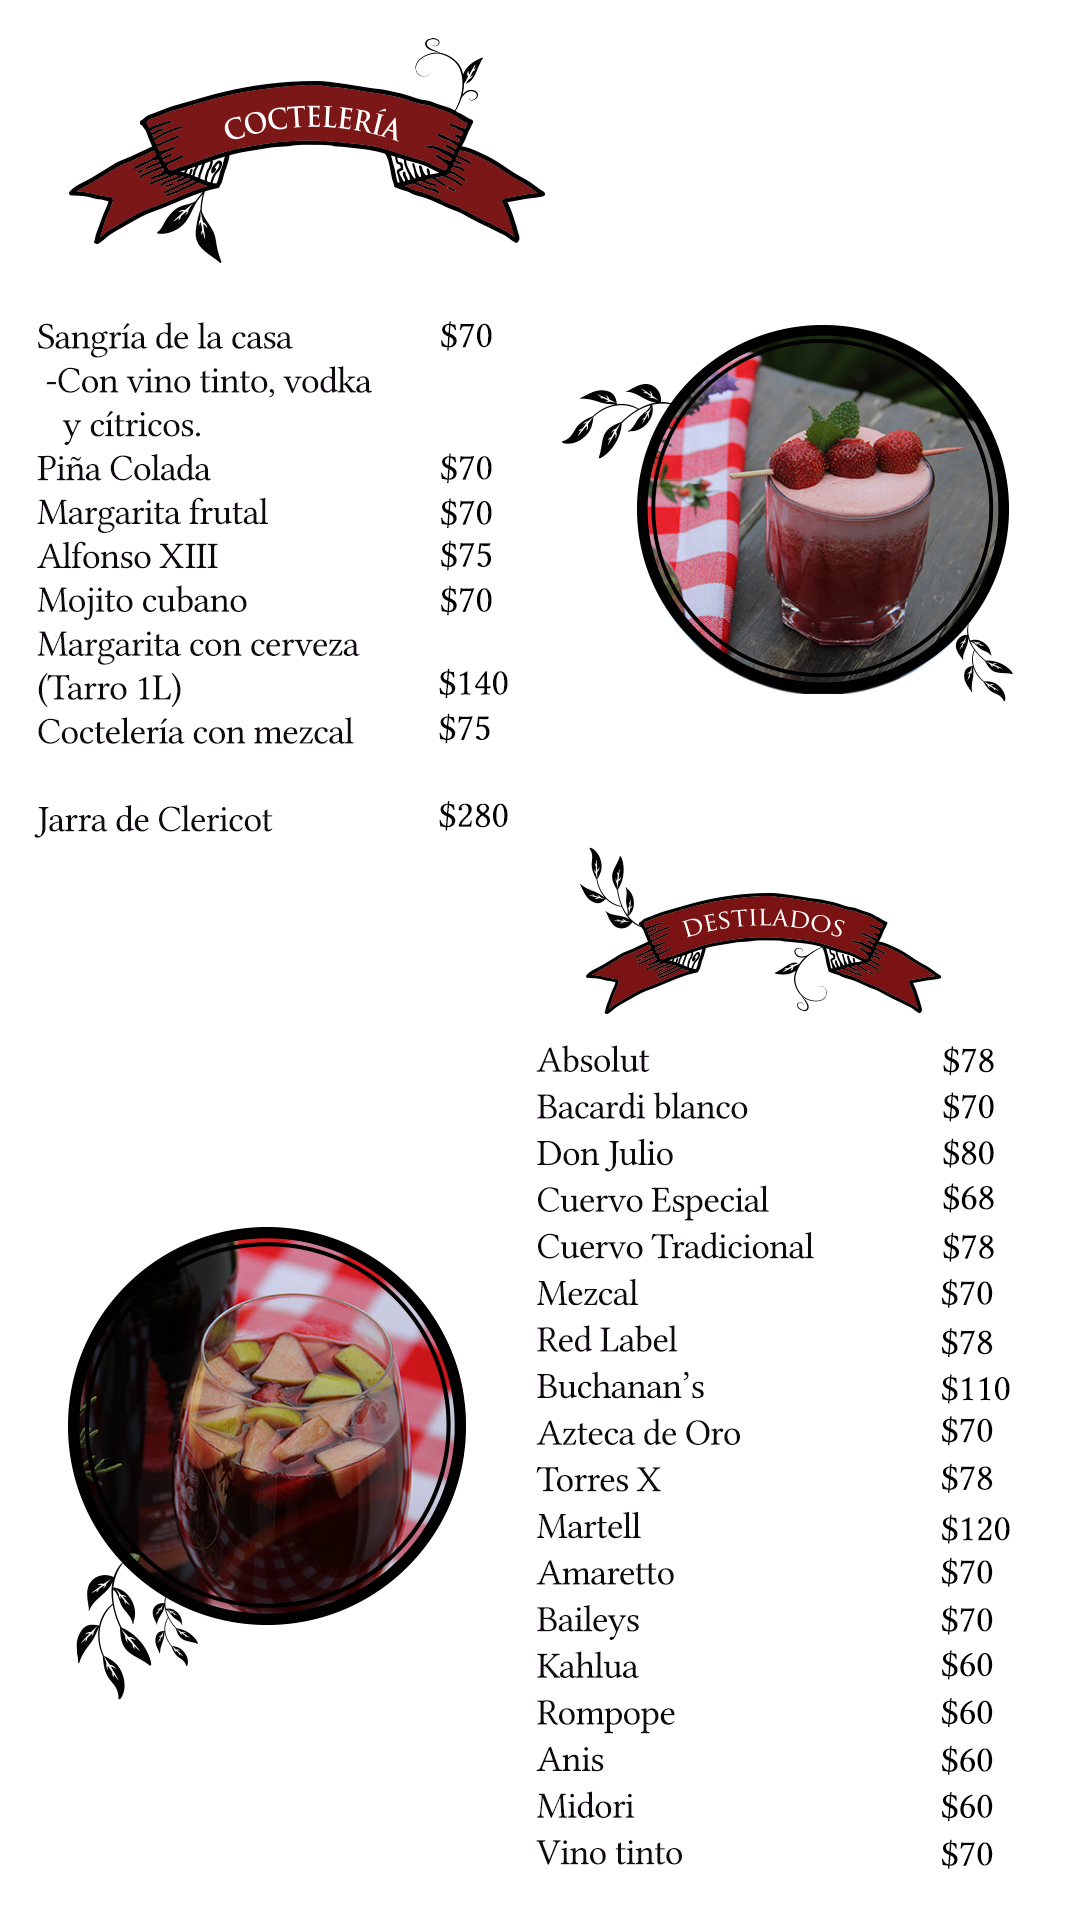 COCTELERÍA
Sangría de la casa $70
-Con vino tinto, vodka
y cítricos.
Piña Colada $70
Margarita frutal $70
Alfonso XIII $75
Mojito cubano $70
Margarita con cerveza
(Tarro 1L) $140
Coctelería con mezcal $75
Jarra de Clericot $280
DESTILADOS
Absolut $78
Bacardi blanco $70
Don Julio $80
Cuervo Especial $68
Cuervo Tradicional $78
Mezcal $70
Red Label $78
Buchanan’s $110
Azteca de Oro $70
Torres X $78
Martell $120
Amaretto $70
Baileys $70
Kahlua $60
Rompope $60
Anis $60
Midori $60
Vino tinto $70